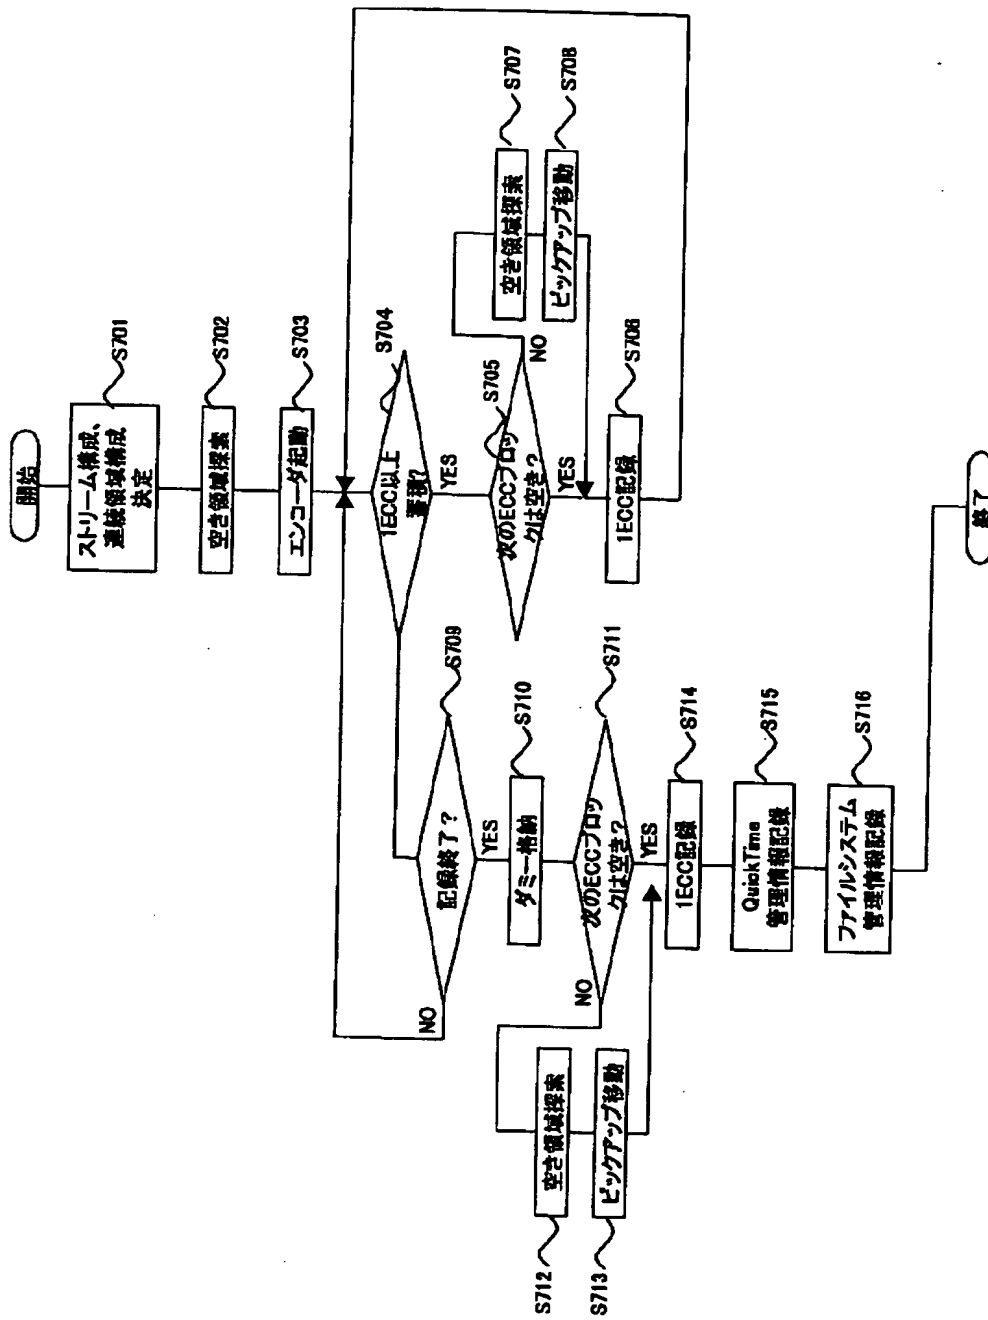 開始
ストリーム構成、
連続領域構成
決定
S701
空き領域探索
S702
エンコーダ起動
S703
1ECC以上
蓄積?
S704
YES
次のECCブロッ
クは空き?
S705
NO
YES
空き領域探索
S707
ピックアップ移動
S708
1ECC記録
S706
記録終了?
S709
NO
YES
ダミー格納
S710
次のECCブロッ
クは空き?
S711
NO
YES
空き領域探索
S712
ピックアップ移動
S713
1ECC記録
S714
QuickTime
管理情報記録
S715
ファイルシステム
管理情報記録
S716
終了